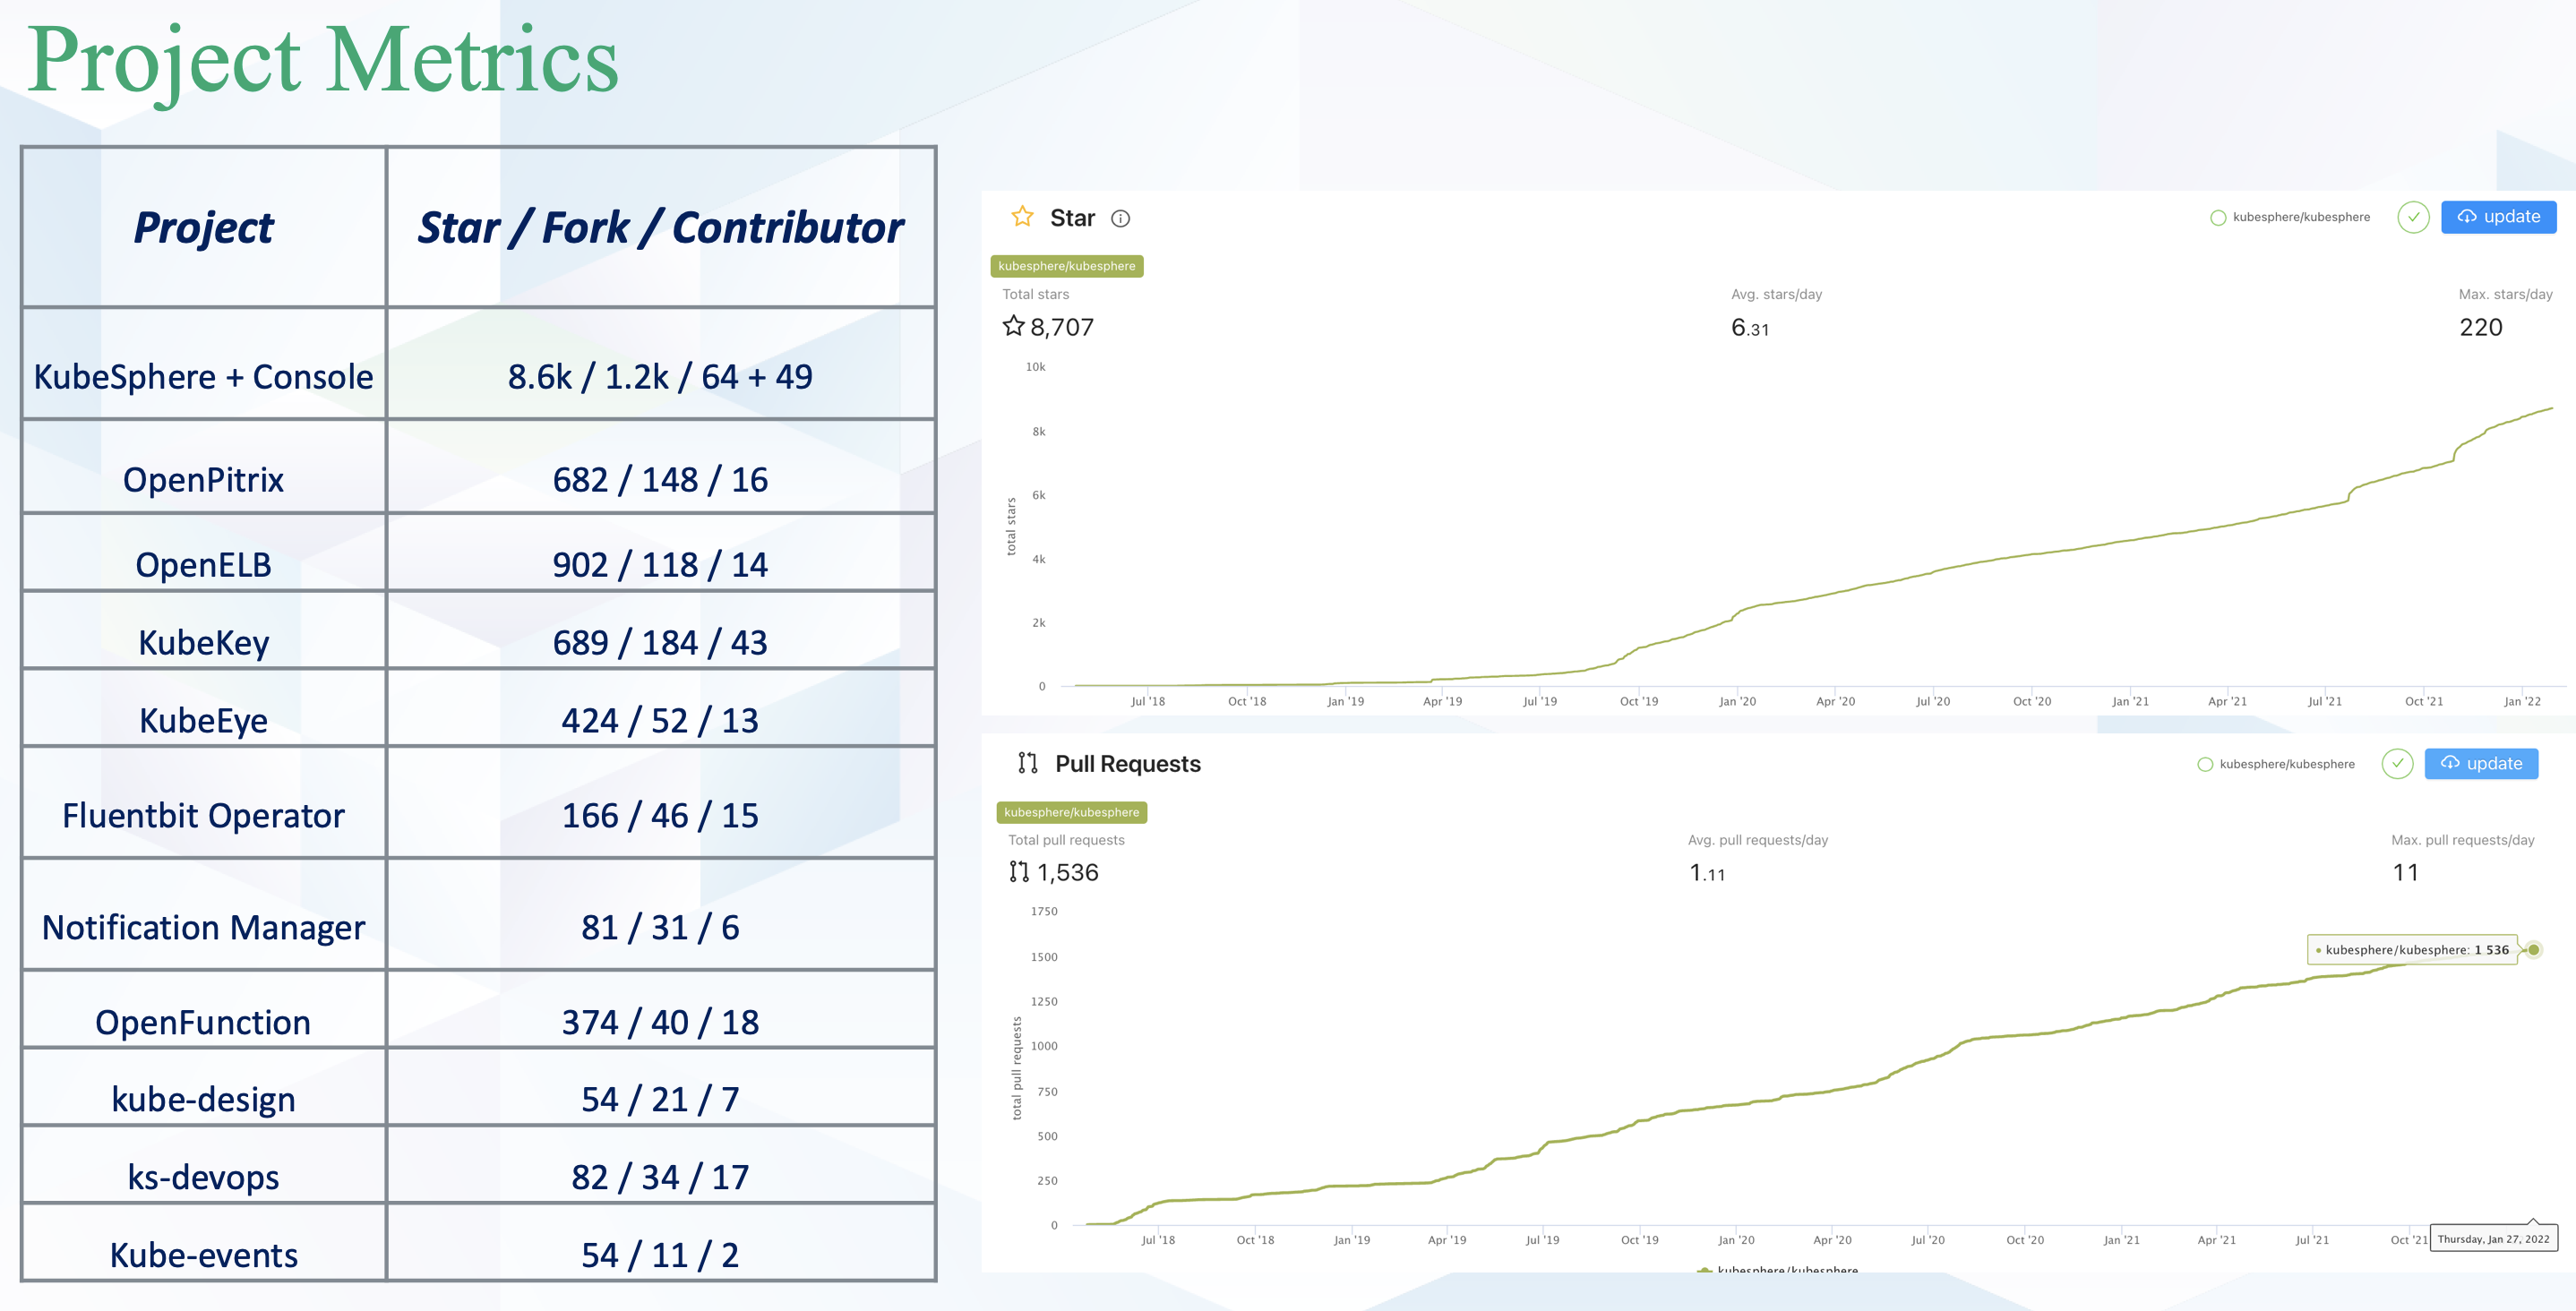 Project Metrics
Project Star / Fork / Contributor
KubeSphere + Console 8.6k / 1.2k / 64 + 49
OpenPitrix 682 / 148 / 16
OpenELB 902 / 118 / 14
KubeKey 689 / 184 / 43
KubeEye 424 / 52 / 13
Fluentbit Operator 166 / 46 / 15
Notification Manager 81 / 31 / 6
OpenFunction 374 / 40 / 18
kube-design 54 / 21 / 7
ks-devops 82 / 34 / 17
Kube-events 54 / 11 / 2
Star kubesphere/kubesphere update
kubesphere/kubesphere
Total stars Avg. stars/day Max. stars/day
8,707 6.31 220
10k
8k
6k
4k
2k
0
total stars
Jul '18 Oct '18 Jan '19 Apr '19 Jul '19 Oct '19 Jan '20 Apr '20 Jul '20 Oct '20 Jan '21 Apr '21 Jul '21 Oct '21 Jan '22
Pull Requests kubesphere/kubesphere update
kubesphere/kubesphere
Total pull requests Avg. pull requests/day Max. pull requests/day
1,536 1.11 11
1750
1500
1250
1000
750
500
250
0
total pull requests
kubesphere/kubesphere: 1 536
Jul '18 Oct '18 Jan '19 Apr '19 Jul '19 Oct '19 Jan '20 Apr '20 Jul '20 Oct '20 Jan '21 Apr '21 Jul '21 Oct '21
Thursday, Jan 27, 2022
kubesphere/kubesphere